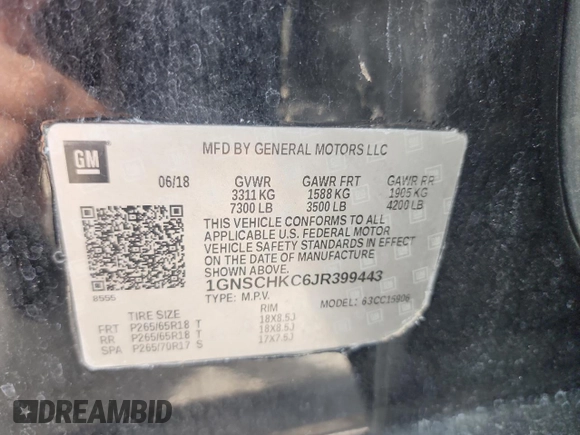 GM
MFD BY GENERAL MOTORS LLC
06/18 GVWR GAWR FRT GAWR RR
3311 KG 1588 KG 1905 KG
7300 LB 3500 LB 4200 LB
THIS VEHICLE CONFORMS TO ALL
APPLICABLE U.S. FEDERAL MOTOR
VEHICLE SAFETY STANDARDS IN EFFECT
ON THE DATE OF MANUFACTURE
SHOWN ABOVE.
1GNSCHKC6JR399443
TYPE: M.P.V. MODEL: 63CC15906
8555
TIRE SIZE RIM
FRT P265/65R18 T 18X8.5J
RR P265/65R18 T 18X8.5J
SPA P265/70R17 S 17X7.5J
DREAMBID